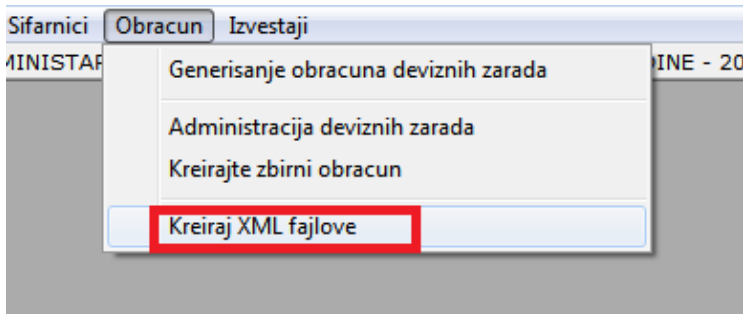 Sifarnici Obracun Izvestaji
Generisanje obracuna deviznih zarada
Administracija deviznih zarada
Kreirajte zbirni obracun
Kreiraj XML fajlove